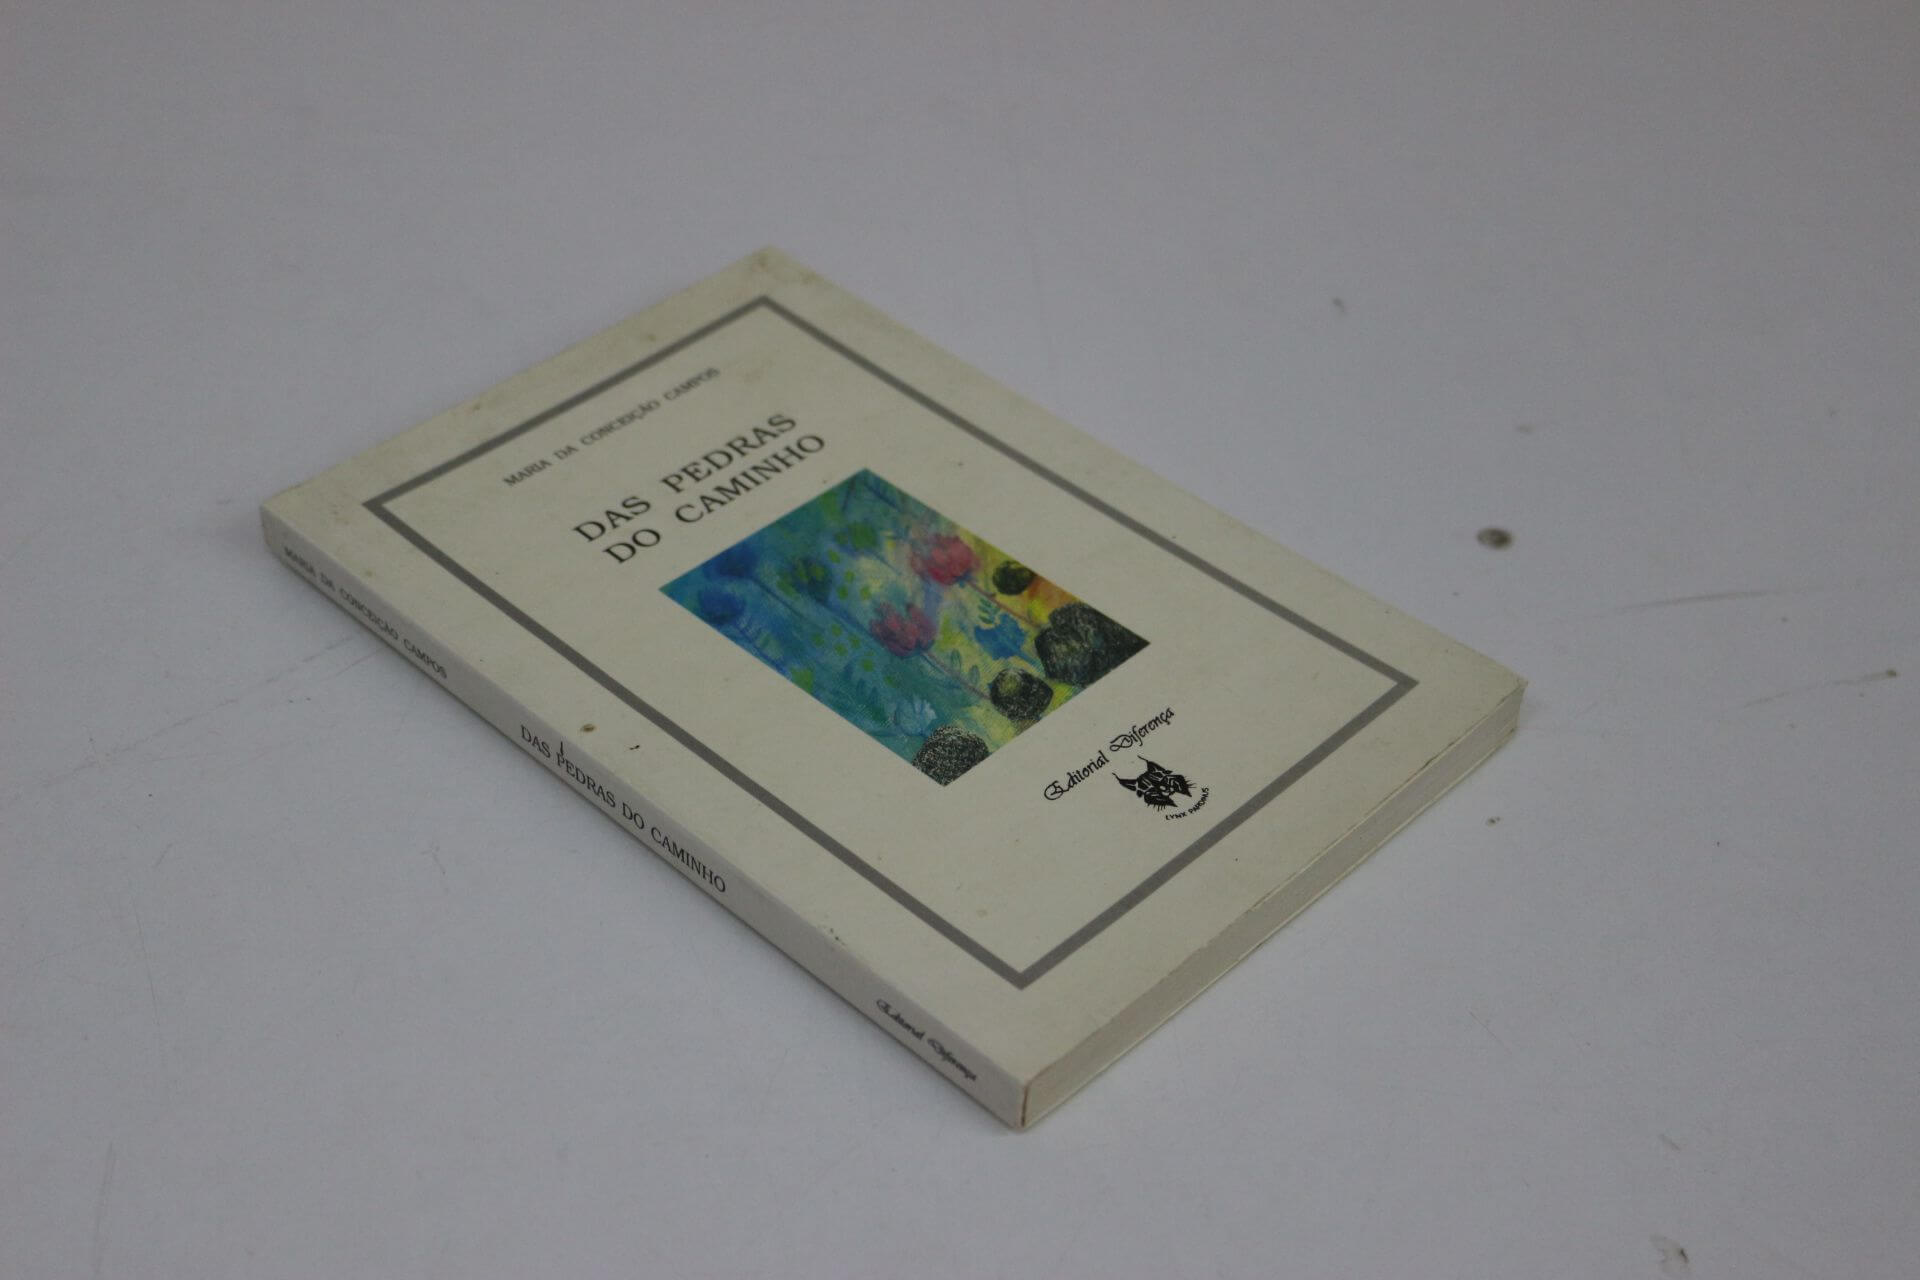 MARIA DA CONCEIÇÃO CAMPOS
DAS PEDRAS
DO CAMINHO
Editorial Diferença
LYNX PARDINUS
MARIA DA CONCEIÇÃO CAMPOS
DAS PEDRAS DO CAMINHO
Editorial Diferença